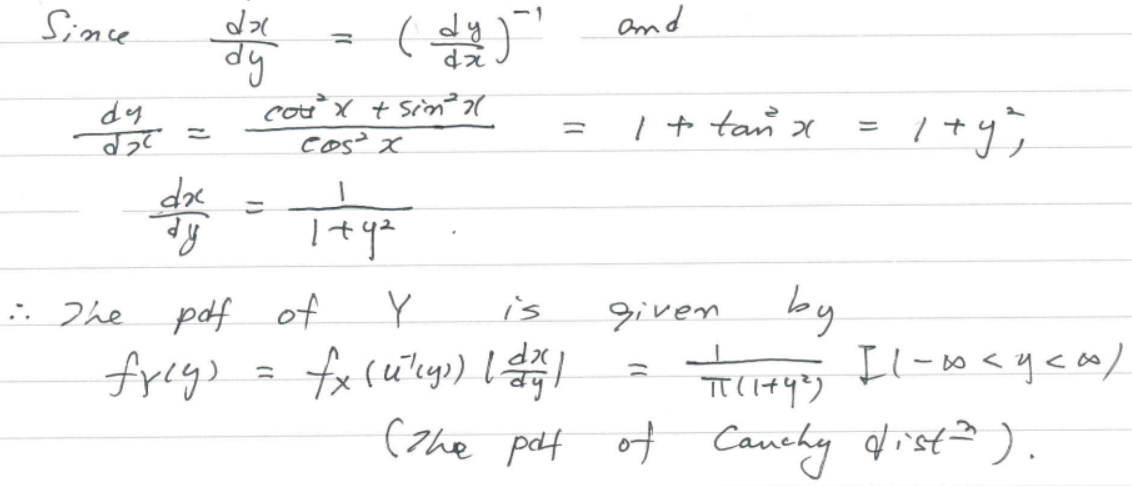 Since dx/dy = (dy/dx)⁻¹ and
dy/dx = (cos²x + sin²x)/(cos²x) = 1 + tan²x = 1 + y²,
dx/dy = 1/(1+y²).
∴ The pdf of Y is given by
f_Y(y) = f_X(u⁻¹(y)) |dx/dy| = 1/(π(1+y²)) I(-∞ < y < ∞)
(The pdf of Cauchy distⁿ).